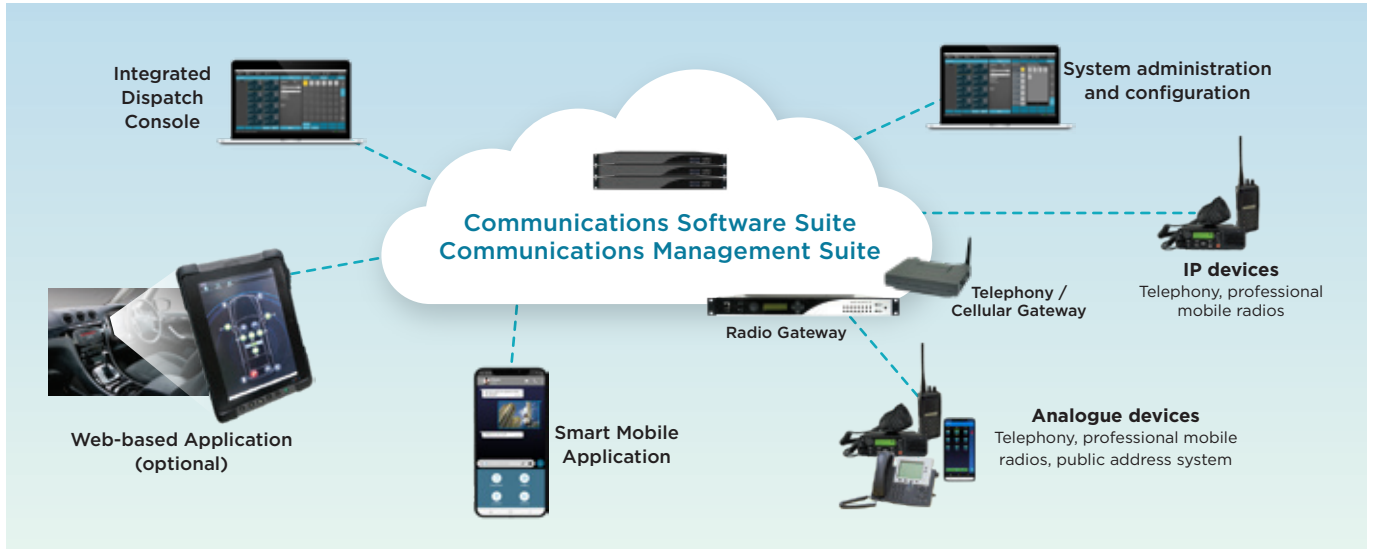 Integrated
Dispatch
Console
System administration
and configuration
Communications Software Suite
Communications Management Suite
IP devices
Telephony, professional
mobile radios
Telephony /
Cellular Gateway
Radio Gateway
Web-based Application
(optional)
Smart Mobile
Application
Analogue devices
Telephony, professional mobile
radios, public address system